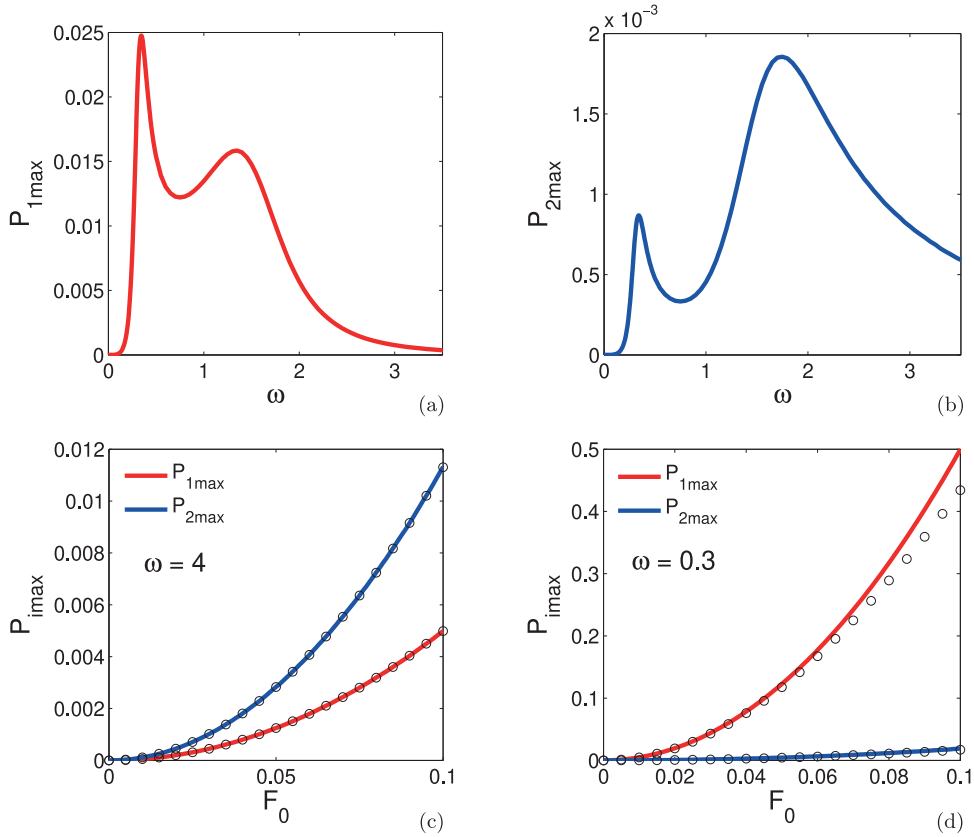 0.025
0.02
0.015
0.01
0.005
0
P1max
0
1
2
3
ω
(a)
x 10-3
2
1.5
1
0.5
0
P2max
0
1
2
3
ω
(b)
0.012
0.01
0.008
0.006
0.004
0.002
0
Pimax
P1max
P2max
ω = 4
0
0.05
0.1
F0
(c)
0.5
0.4
0.3
0.2
0.1
0
Pimax
P1max
P2max
ω = 0.3
0
0.02
0.04
0.06
0.08
0.1
F0
(d)